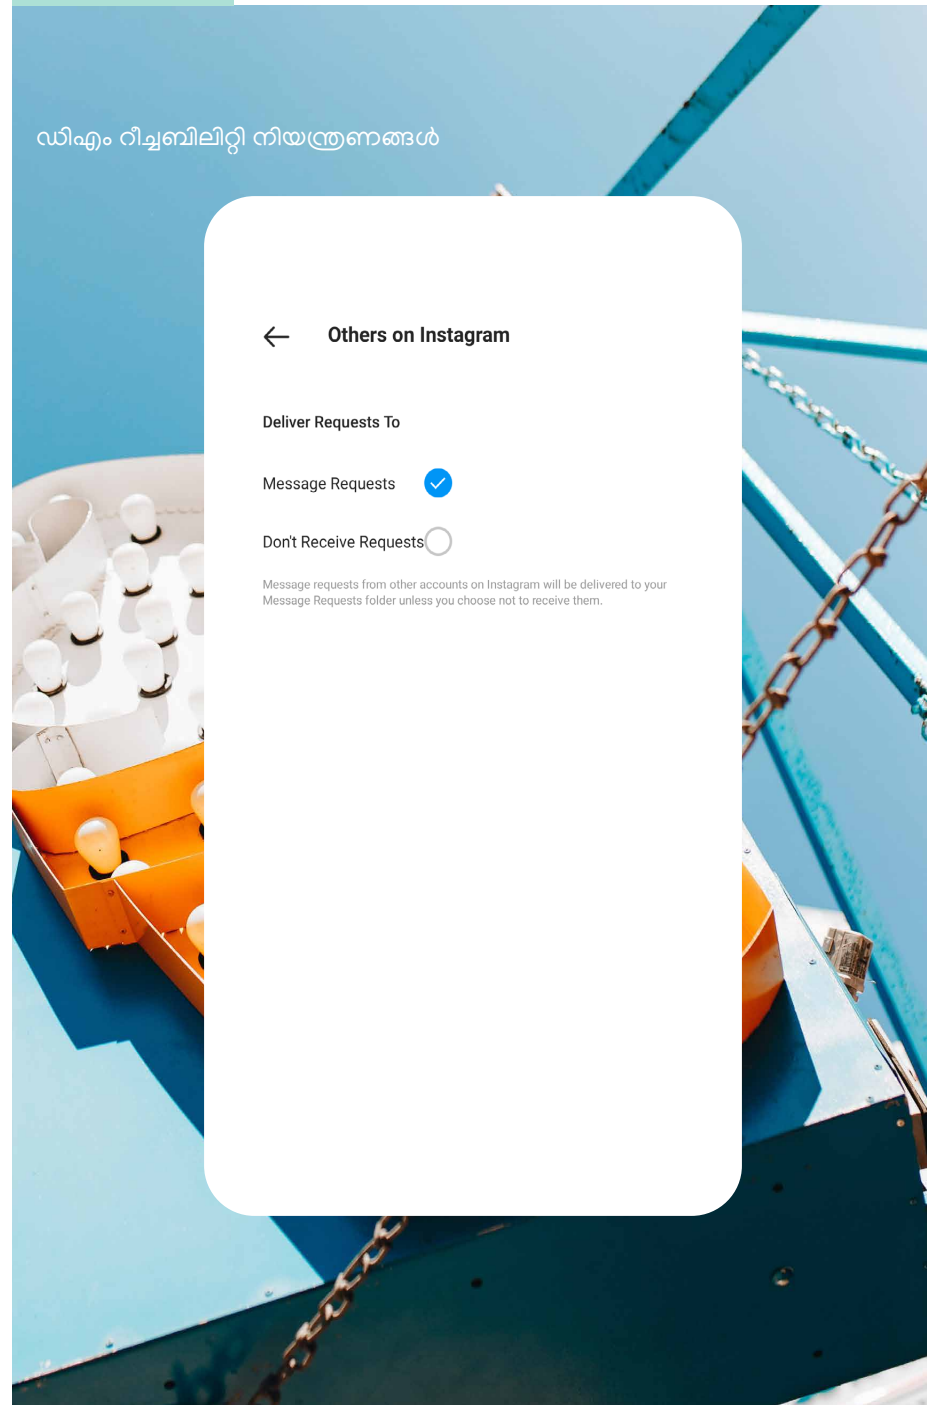 ഡിഎം റീച്ചബിലിറ്റി നിയന്ത്രണങ്ങൾ
Others on Instagram
Deliver Requests To
Message Requests
Don't Receive Requests
Message requests from other accounts on Instagram will be delivered to your
Message Requests folder unless you choose not to receive them.